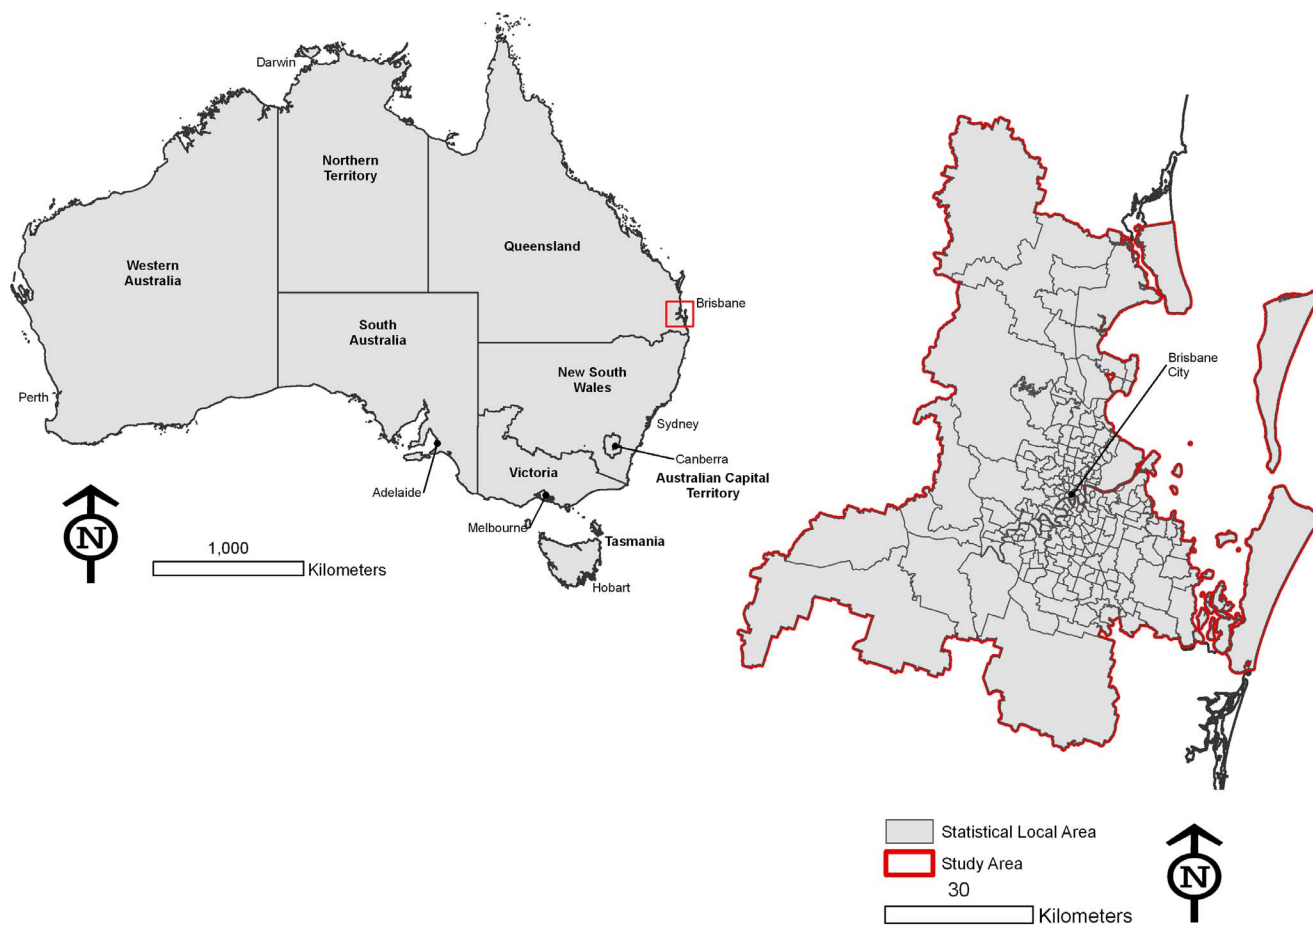 Darwin
Northern
Territory
Queensland
Western
Australia
Brisbane
South
Australia
New South
Wales
Perth
Sydney
Canberra
Victoria
Australian Capital
Territory
Adelaide
Melbourne
Tasmania
Hobart
N
1,000
Kilometers
Brisbane
City
Statistical Local Area
Study Area
30
Kilometers
N